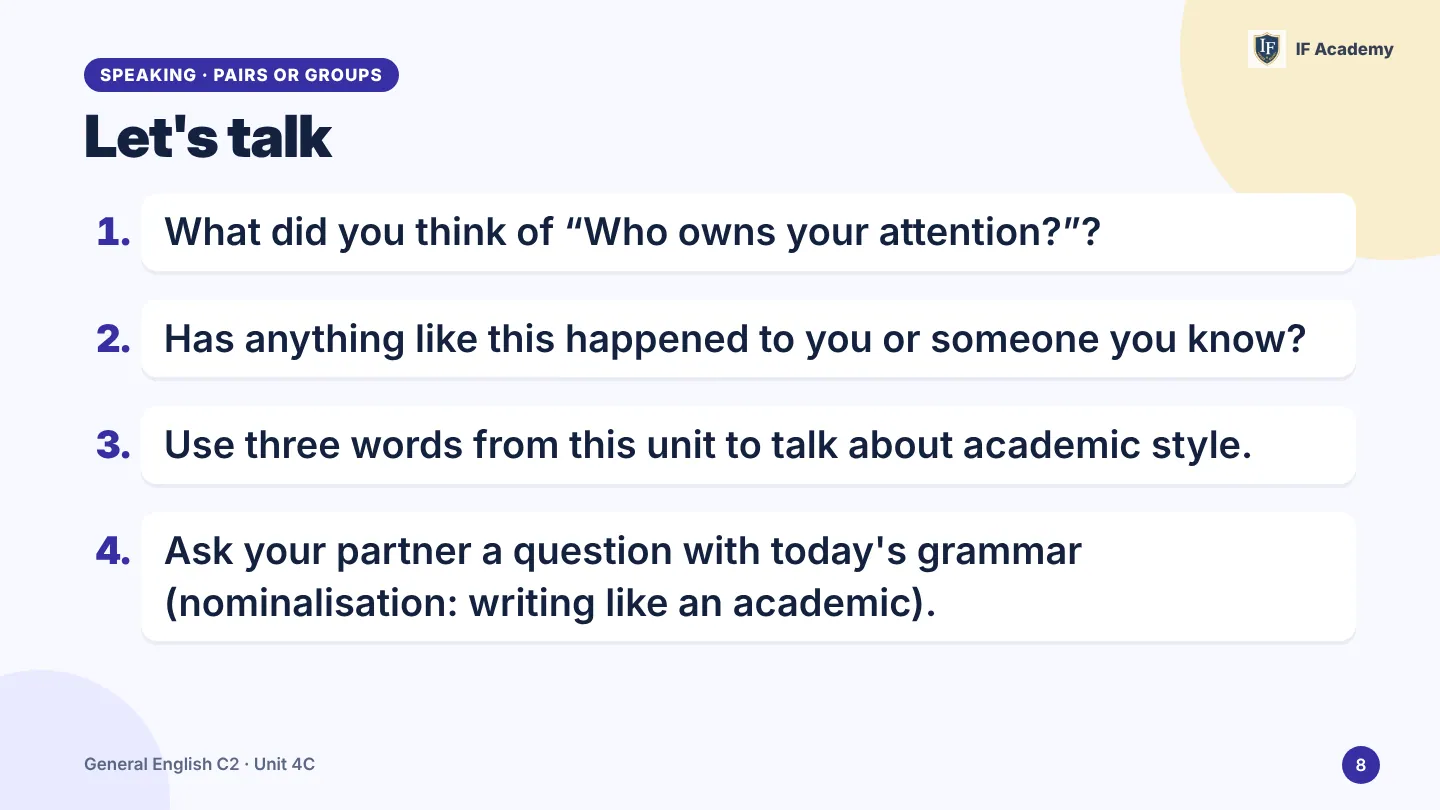 IF Academy
SPEAKING · PAIRS OR GROUPS
Let's talk
1. What did you think of “Who owns your attention?”?
2. Has anything like this happened to you or someone you know?
3. Use three words from this unit to talk about academic style.
4. Ask your partner a question with today's grammar
(nominalisation: writing like an academic).
General English C2 · Unit 4C
8